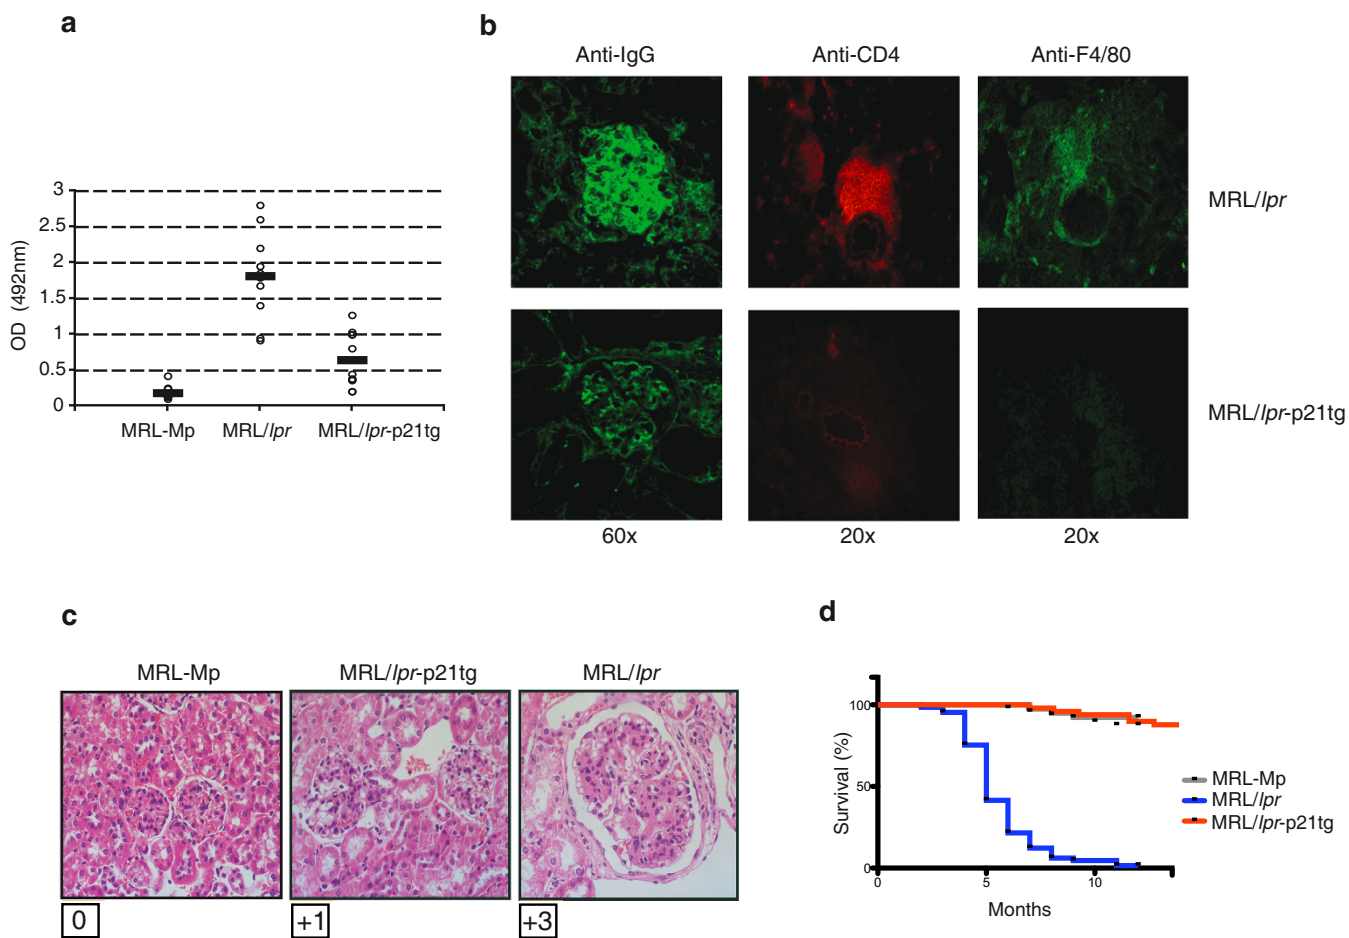 a
3
2.5
2
1.5
1
0.5
0
OD (492nm)
MRL-Mp MRL/lpr MRL/lpr-p21tg
b
Anti-IgG Anti-CD4 Anti-F4/80
MRL/lpr
MRL/lpr-p21tg
60x 20x 20x
c
MRL-Mp MRL/lpr-p21tg MRL/lpr
0 +1 +3
d
100
50
0
Survival (%)
0 5 10
Months
MRL-Mp
MRL/lpr
MRL/lpr-p21tg